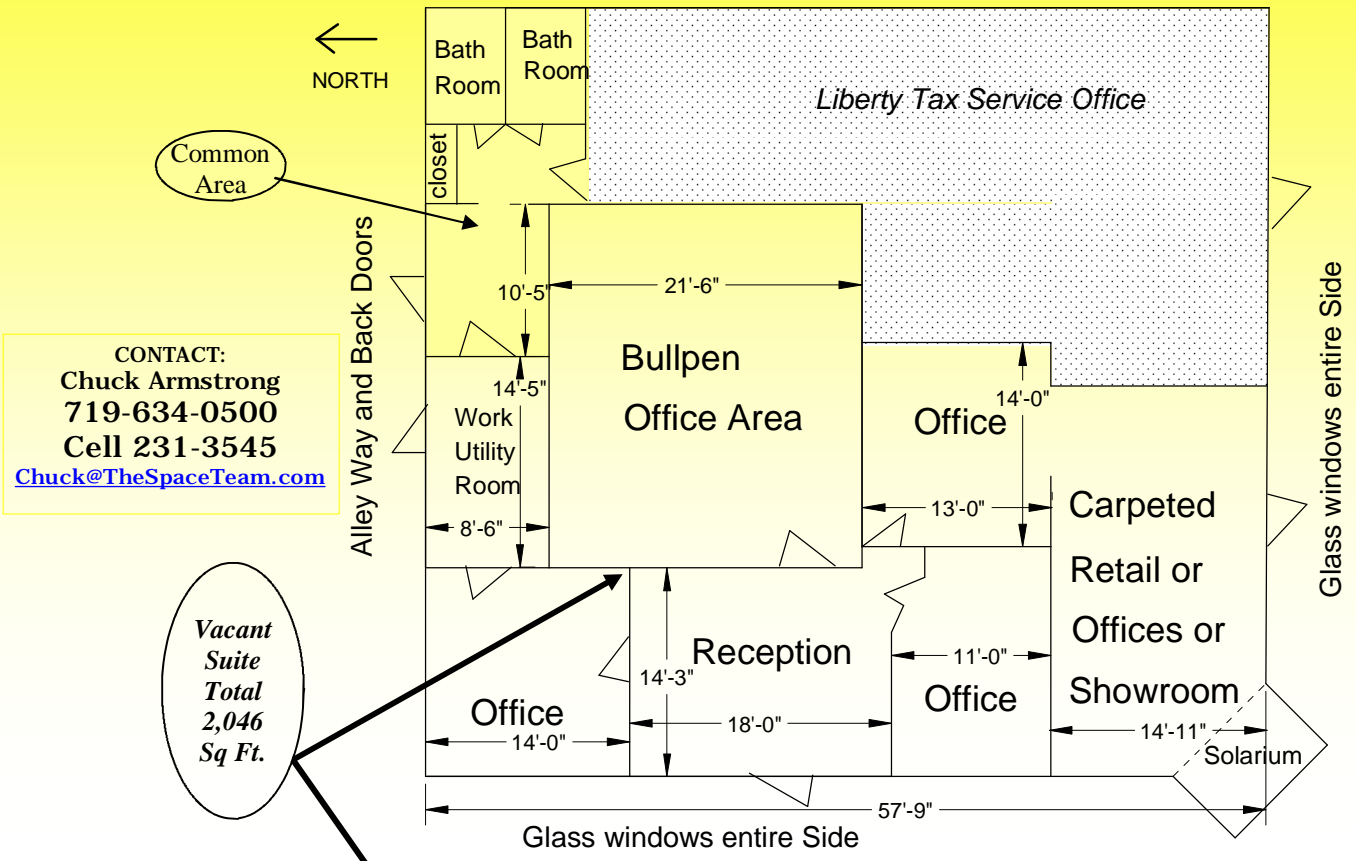 NORTH
Bath
Room
Bath
Room
Liberty Tax Service Office
Common
Area
closet
Alley Way and Back Doors
10'-5"
21'-6"
Glass windows entire Side
CONTACT:
Chuck Armstrong
719-634-0500
Cell 231-3545
Chuck@TheSpaceTeam.com
14'-5"
Work
Utility
Room
8'-6"
Bullpen
Office Area
Office
14'-0"
13'-0"
Carpeted
Retail or
Offices or
Showroom
14'-11"
Solarium
Vacant
Suite
Total
2,046
Sq Ft.
Office
14'-0"
Reception
14'-3"
18'-0"
11'-0"
Office
57'-9"
Glass windows entire Side